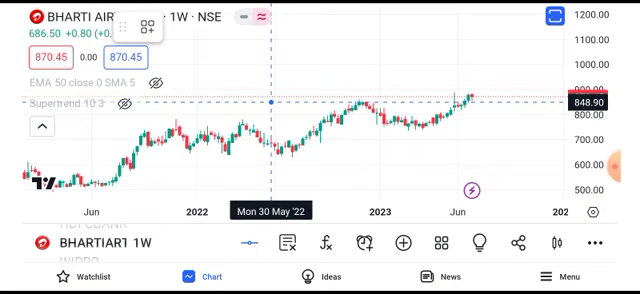 BHARTI AIR · 1W · NSE
686.50 +0.80 (+0.
870.45 0.00 870.45
EMA 50 close 0 SMA 5
Supertrend 10 3
1200.00
1100.00
1000.00
848.90
800.00
700.00
600.00
500.00
Jun 2022 Mon 30 May '22 2023 Jun 202
HDFCBANK
BHARTIART 1W
WIPRO
Watchlist Chart Ideas News Menu